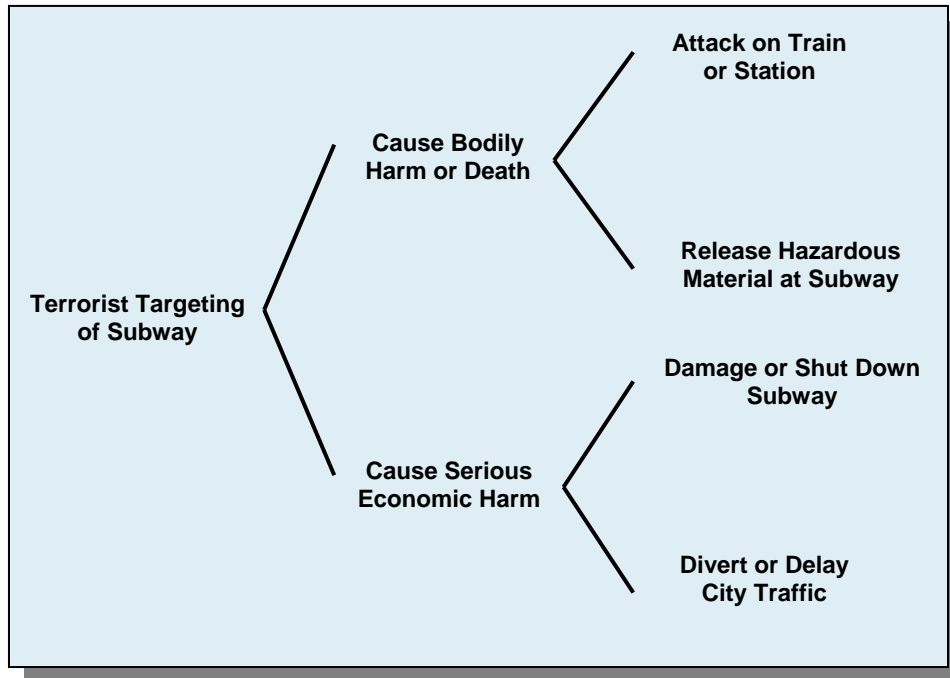 Attack on Train
or Station
Cause Bodily
Harm or Death
Release Hazardous
Material at Subway
Terrorist Targeting
of Subway
Damage or Shut Down
Subway
Cause Serious
Economic Harm
Divert or Delay
City Traffic